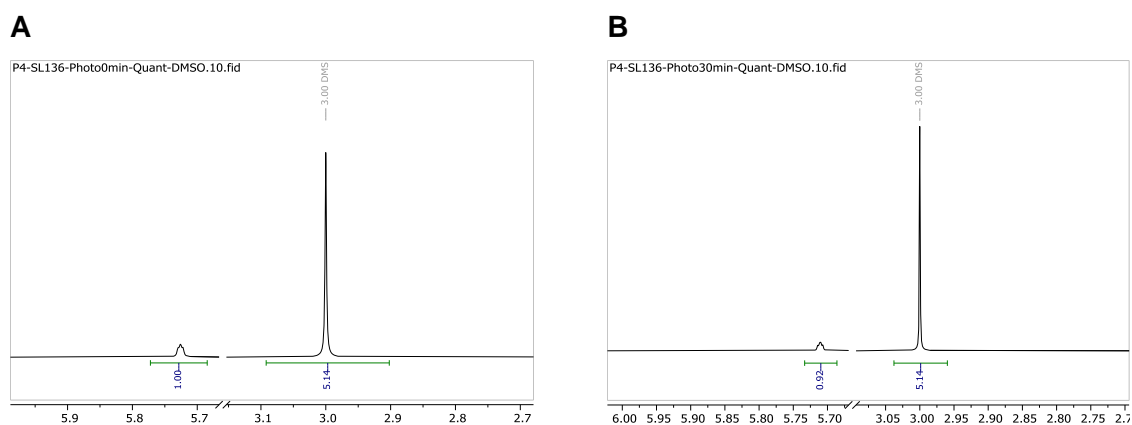 A
B
P4-SL136-Photo0min-Quant-DMSO.10.fid
3.00 DMS
1.00
5.14
5.9 5.8 5.7 3.1 3.0 2.9 2.8 2.7
P4-SL136-Photo30min-Quant-DMSO.10.fid
3.00 DMS
0.92
5.14
6.00 5.95 5.90 5.85 5.80 5.75 5.70 3.05 3.00 2.95 2.90 2.85 2.80 2.75 2.7